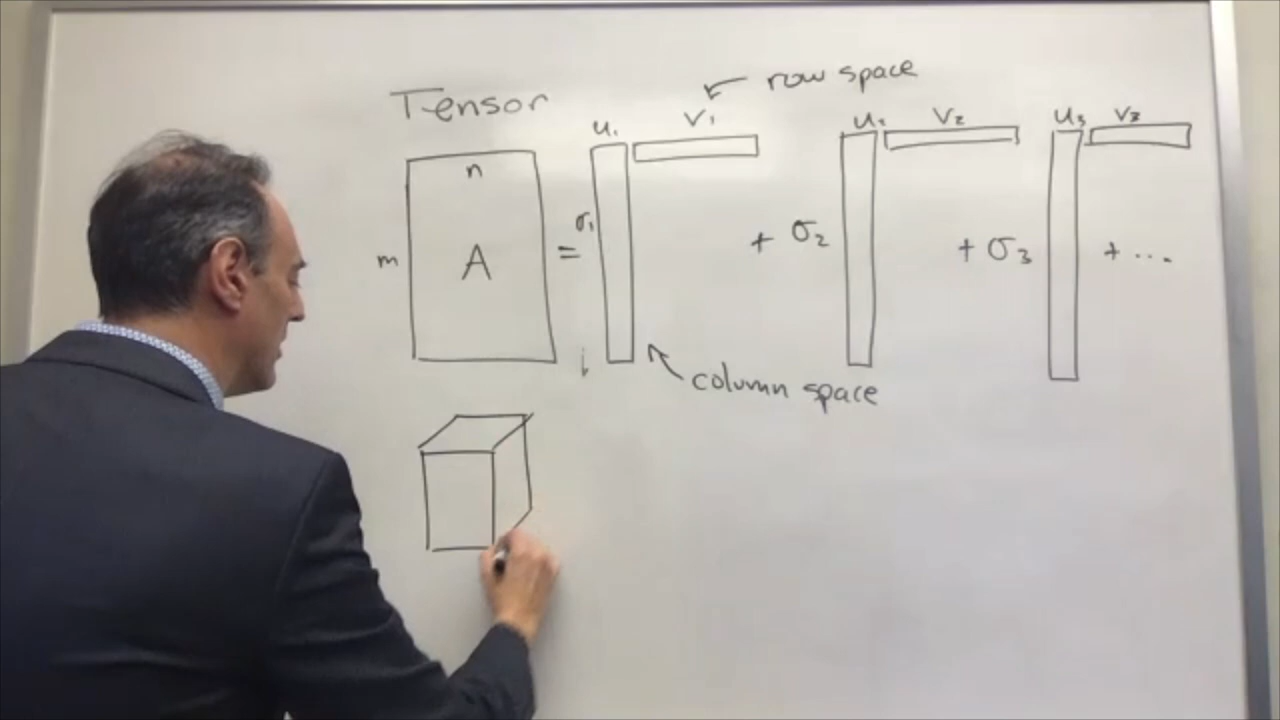 row space
Tensor
u₁ v₁ u₂ v₂ u₃ v₃
n
m A = σ₁ + σ₂ + σ₃ + ...
column space